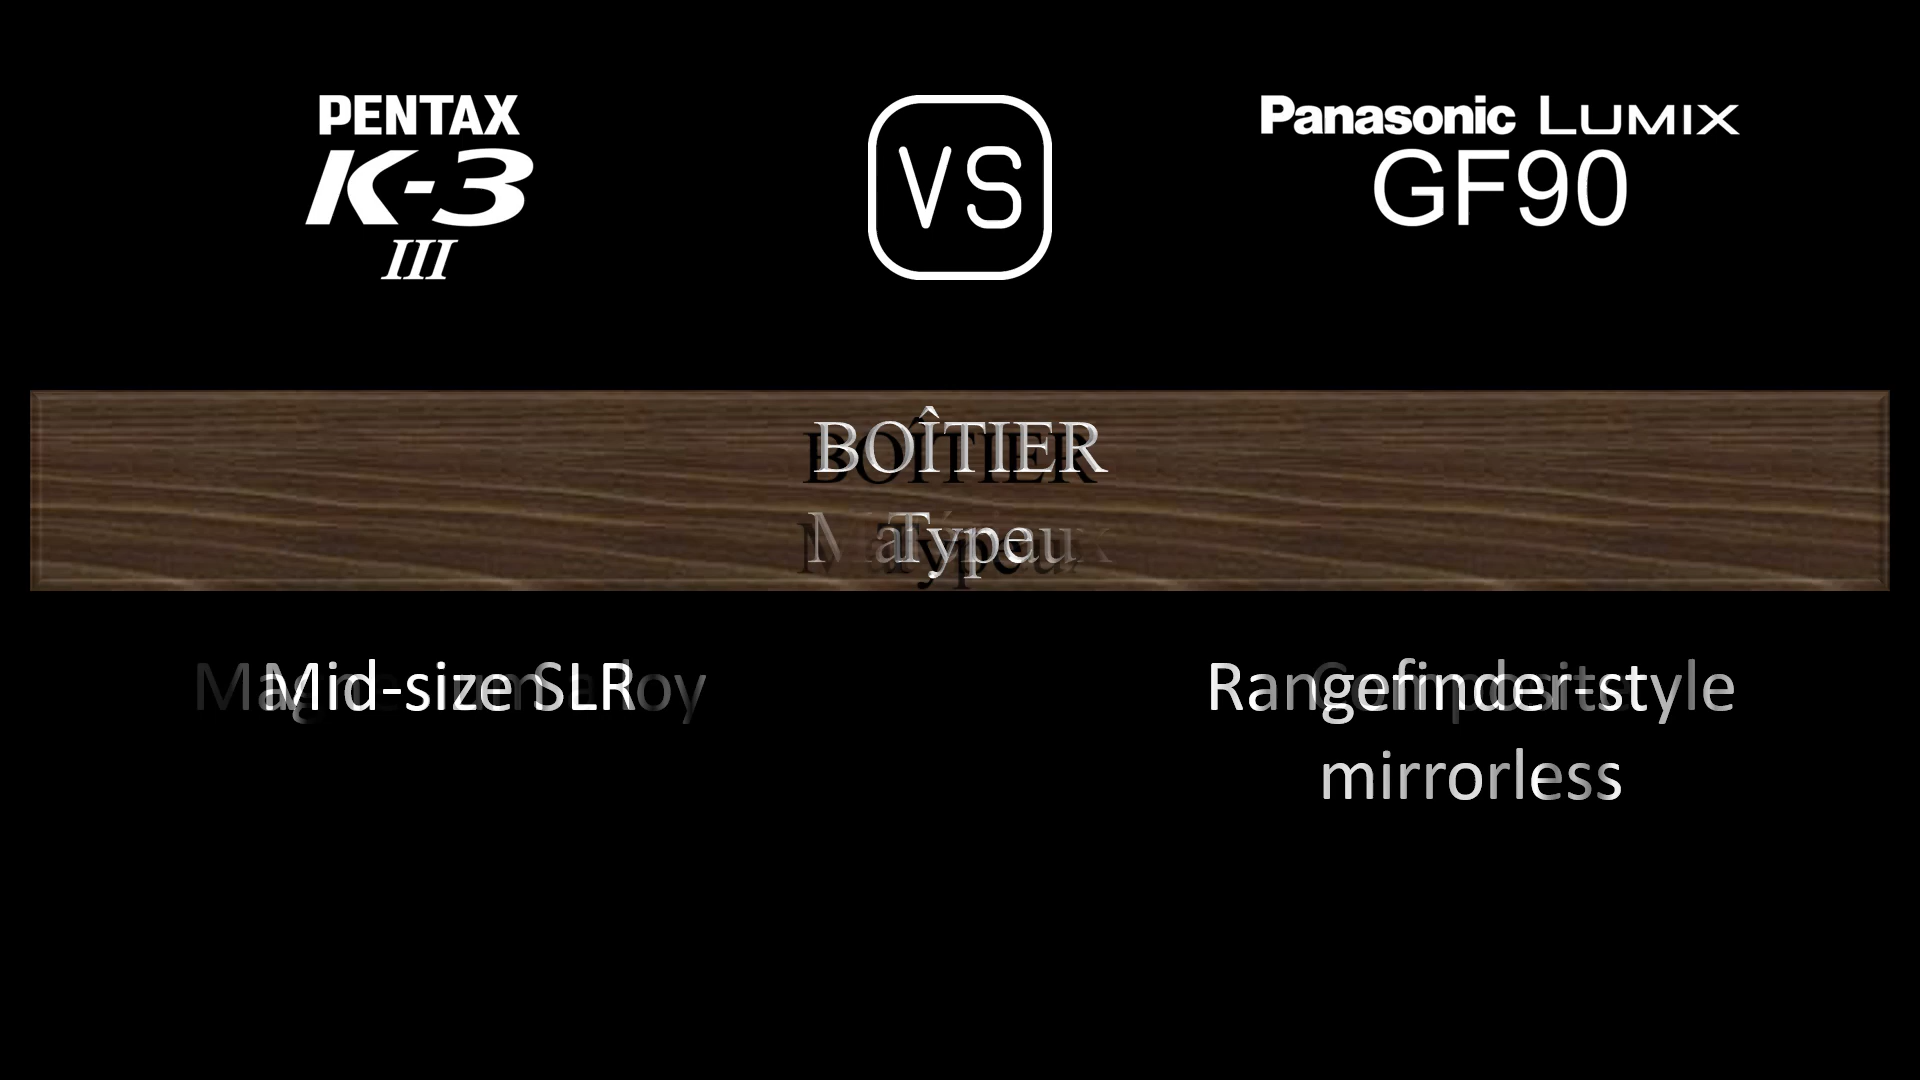 PENTAX
K-3
III
VS
Panasonic LUMIX
GF90
BOÎTIER
Type
Mid-size SLR
Rangefinder-style
mirrorless